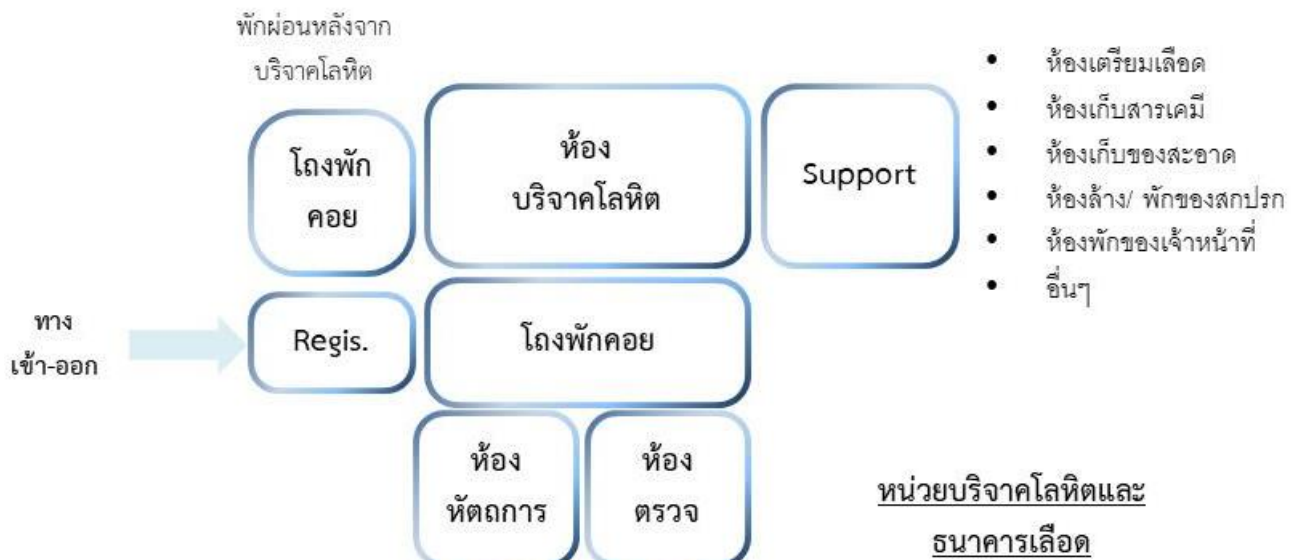 พักผ่อนหลังจาก
บริจาคโลหิต
โถงพัก
คอย
ห้อง
บริจาคโลหิต
Support
• ห้องเตรียมเลือด
• ห้องเก็บสารเคมี
• ห้องเก็บของสะอาด
• ห้องล้าง/ พักของสกปรก
• ห้องพักของเจ้าหน้าที่
• อื่นๆ
ทาง
เข้า-ออก
Regis.
โถงพักคอย
ห้อง
หัตถการ
ห้อง
ตรวจ
หน่วยบริจาคโลหิตและ
ธนาคารเลือด